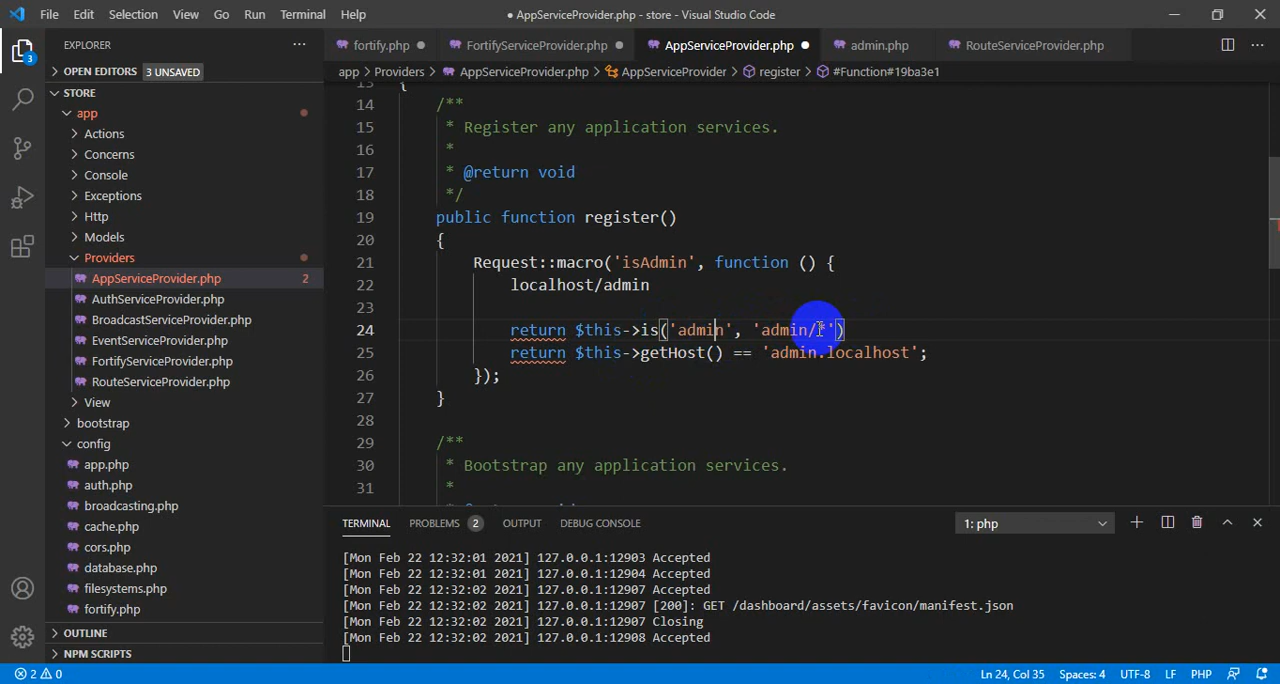 File Edit Selection View Go Run Terminal Help
● AppServiceProvider.php - store - Visual Studio Code
EXPLORER
fortify.php
FortifyServiceProvider.php
AppServiceProvider.php
admin.php
RouteServiceProvider.php
OPEN EDITORS 3 UNSAVED
app > Providers > AppServiceProvider.php > AppServiceProvider > register > #Function#19ba3e1
3
STORE
app
Actions
Concerns
Console
Exceptions
Http
Models
Providers
AppServiceProvider.php 2
AuthServiceProvider.php
BroadcastServiceProvider.php
EventServiceProvider.php
FortifyServiceProvider.php
RouteServiceProvider.php
View
bootstrap
config
app.php
auth.php
broadcasting.php
cache.php
cors.php
database.php
filesystems.php
fortify.php
OUTLINE
NPM SCRIPTS
13 {
14 /**
15 * Register any application services.
16 *
17 * @return void
18 */
19 public function register()
20 {
21 Request::macro('isAdmin', function () {
22 localhost/admin
23
24 return $this->is('admin', 'admin/*')
25 return $this->getHost() == 'admin.localhost';
26 });
27 }
28
29 /**
30 * Bootstrap any application services.
31 *
TERMINAL PROBLEMS 2 OUTPUT DEBUG CONSOLE
1: php
[Mon Feb 22 12:32:01 2021] 127.0.0.1:12903 Accepted
[Mon Feb 22 12:32:01 2021] 127.0.0.1:12904 Accepted
[Mon Feb 22 12:32:02 2021] 127.0.0.1:12907 Accepted
[Mon Feb 22 12:32:02 2021] 127.0.0.1:12907 [200]: GET /dashboard/assets/favicon/manifest.json
[Mon Feb 22 12:32:02 2021] 127.0.0.1:12907 Closing
[Mon Feb 22 12:32:02 2021] 127.0.0.1:12908 Accepted
2 0
Ln 24, Col 35 Spaces: 4 UTF-8 LF PHP